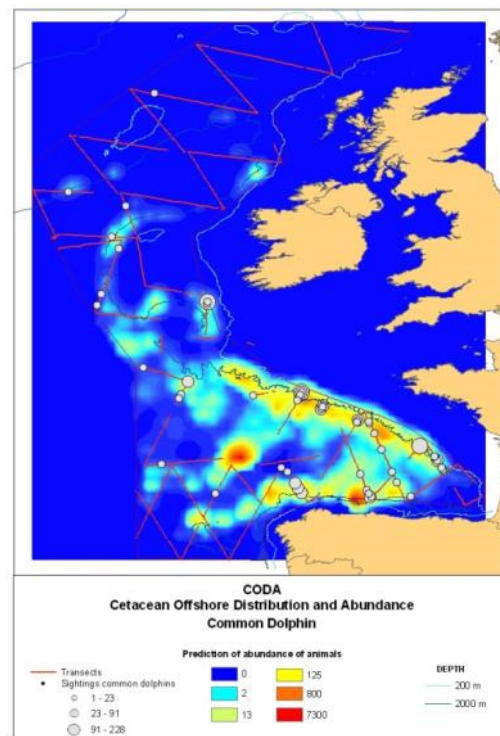 CODA
Cetacean Offshore Distribution and Abundance
Common Dolphin
Prediction of abundance of animals
Transects
Sightings common dolphins
1 - 23
23 - 91
91 - 228
0
2
13
125
800
7300
DEPTH
200 m
2000 m